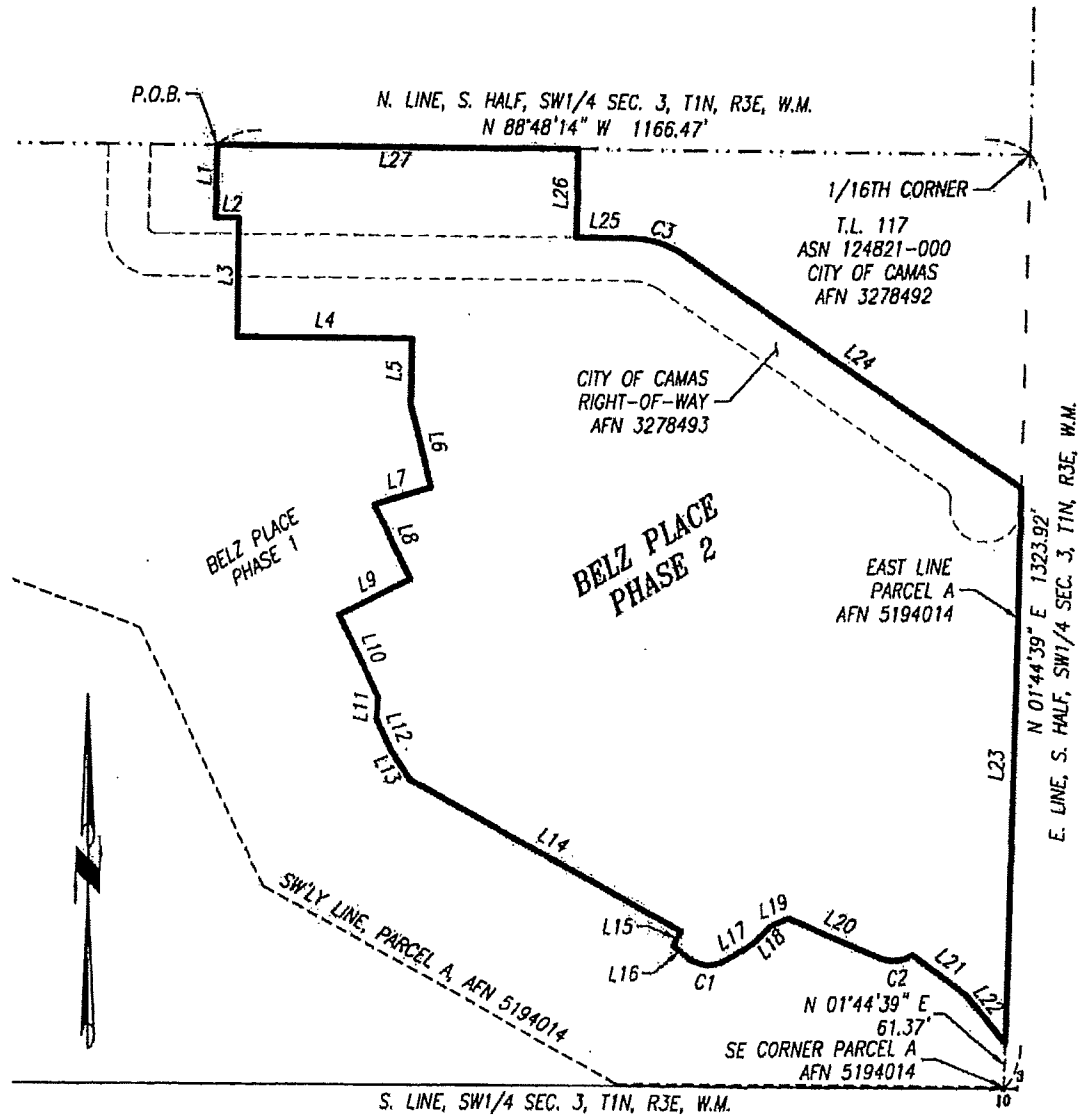 P.O.B.
N. LINE, S. HALF, SW1/4 SEC. 3, T1N, R3E, W.M.
N 88°48'14" W 1166.47'
L1
L2
L3
L27
L26
L25
C3
1/16TH CORNER
T.L. 117
ASN 124821-000
CITY OF CAMAS
AFN 3278492
L4
L5
L24
CITY OF CAMAS
RIGHT-OF-WAY
AFN 3278493
L6
L7
L8
L9
BELZ PLACE
PHASE 1
BELZ PLACE
PHASE 2
EAST LINE
PARCEL A
AFN 5194014
N 01°44'39" E 1323.92'
E. LINE, S. HALF, SW1/4 SEC. 3, T1N, R3E, W.M.
L10
L11
L12
L13
L23
L14
SW'LY LINE, PARCEL A, AFN 5194014
L15
L16
C1
L17
L18
L19
L20
C2
L21
L22
N 01°44'39" E
61.37'
SE CORNER PARCEL A
AFN 5194014
3
10
S. LINE, SW1/4 SEC. 3, T1N, R3E, W.M.